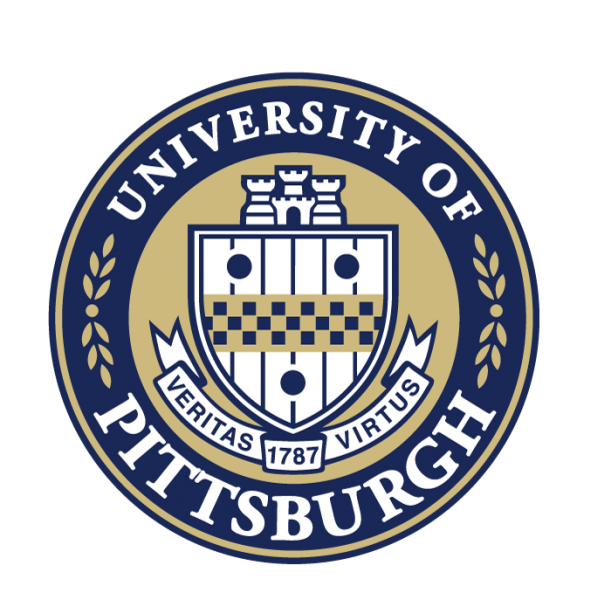 UNIVERSITY OF
PITTSBURGH
VERITAS
1787
VIRTUS